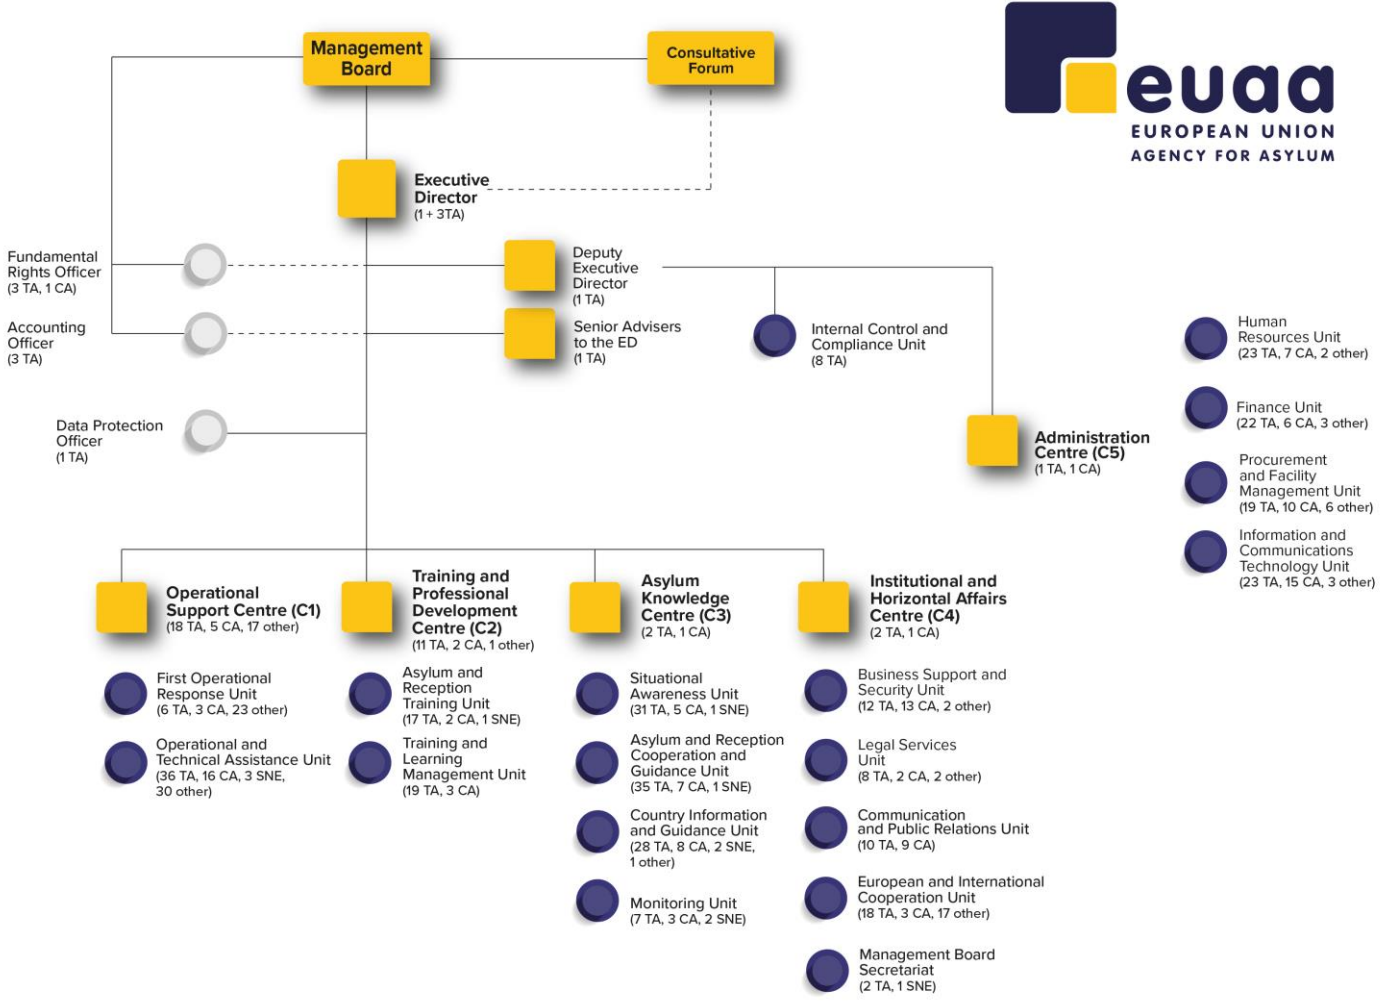 Management
Board
Consultative
Forum
euaa
EUROPEAN UNION
AGENCY FOR ASYLUM
Executive
Director
(1 + 3TA)
Fundamental
Rights Officer
(3 TA, 1 CA)
Deputy
Executive
Director
(1 TA)
Accounting
Officer
(3 TA)
Senior Advisers
to the ED
(1 TA)
Internal Control and
Compliance Unit
(8 TA)
Data Protection
Officer
(1 TA)
Administration
Centre (C5)
(1 TA, 1 CA)
Human
Resources Unit
(23 TA, 7 CA, 2 other)
Finance Unit
(22 TA, 6 CA, 3 other)
Procurement
and Facility
Management Unit
(19 TA, 10 CA, 6 other)
Information and
Communications
Technology Unit
(23 TA, 15 CA, 3 other)
Operational
Support Centre (C1)
(18 TA, 5 CA, 17 other)
First Operational
Response Unit
(6 TA, 3 CA, 23 other)
Operational and
Technical Assistance Unit
(36 TA, 16 CA, 3 SNE,
30 other)
Training and
Professional
Development
Centre (C2)
(11 TA, 2 CA, 1 other)
Asylum and
Reception
Training Unit
(17 TA, 2 CA, 1 SNE)
Training and
Learning
Management Unit
(19 TA, 3 CA)
Asylum
Knowledge
Centre (C3)
(2 TA, 1 CA)
Situational
Awareness Unit
(31 TA, 5 CA, 1 SNE)
Asylum and Reception
Cooperation and
Guidance Unit
(35 TA, 7 CA, 1 SNE)
Country Information
and Guidance Unit
(28 TA, 8 CA, 2 SNE,
1 other)
Monitoring Unit
(7 TA, 3 CA, 2 SNE)
Institutional and
Horizontal Affairs
Centre (C4)
(2 TA, 1 CA)
Business Support and
Security Unit
(12 TA, 13 CA, 2 other)
Legal Services
Unit
(8 TA, 2 CA, 2 other)
Communication
and Public Relations Unit
(10 TA, 9 CA)
European and International
Cooperation Unit
(18 TA, 3 CA, 17 other)
Management Board
Secretariat
(2 TA, 1 SNE)